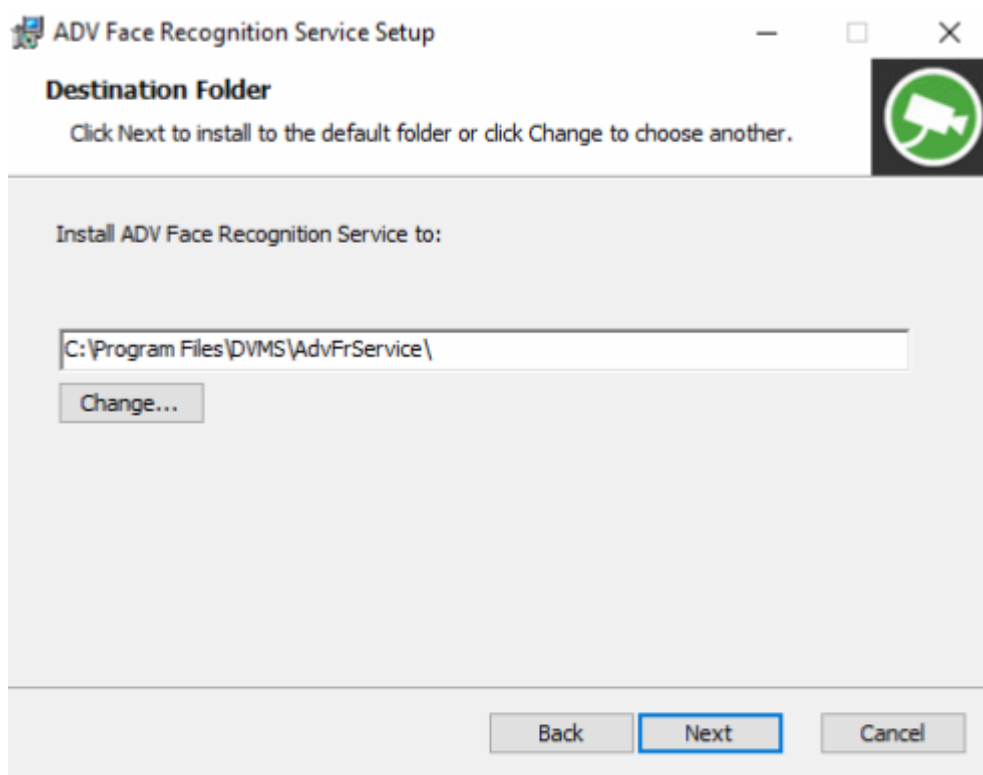 ADV Face Recognition Service Setup
Destination Folder
Click Next to install to the default folder or click Change to choose another.
Install ADV Face Recognition Service to:
C:\Program Files\DVMS\AdvFrService\
Change...
Back Next Cancel